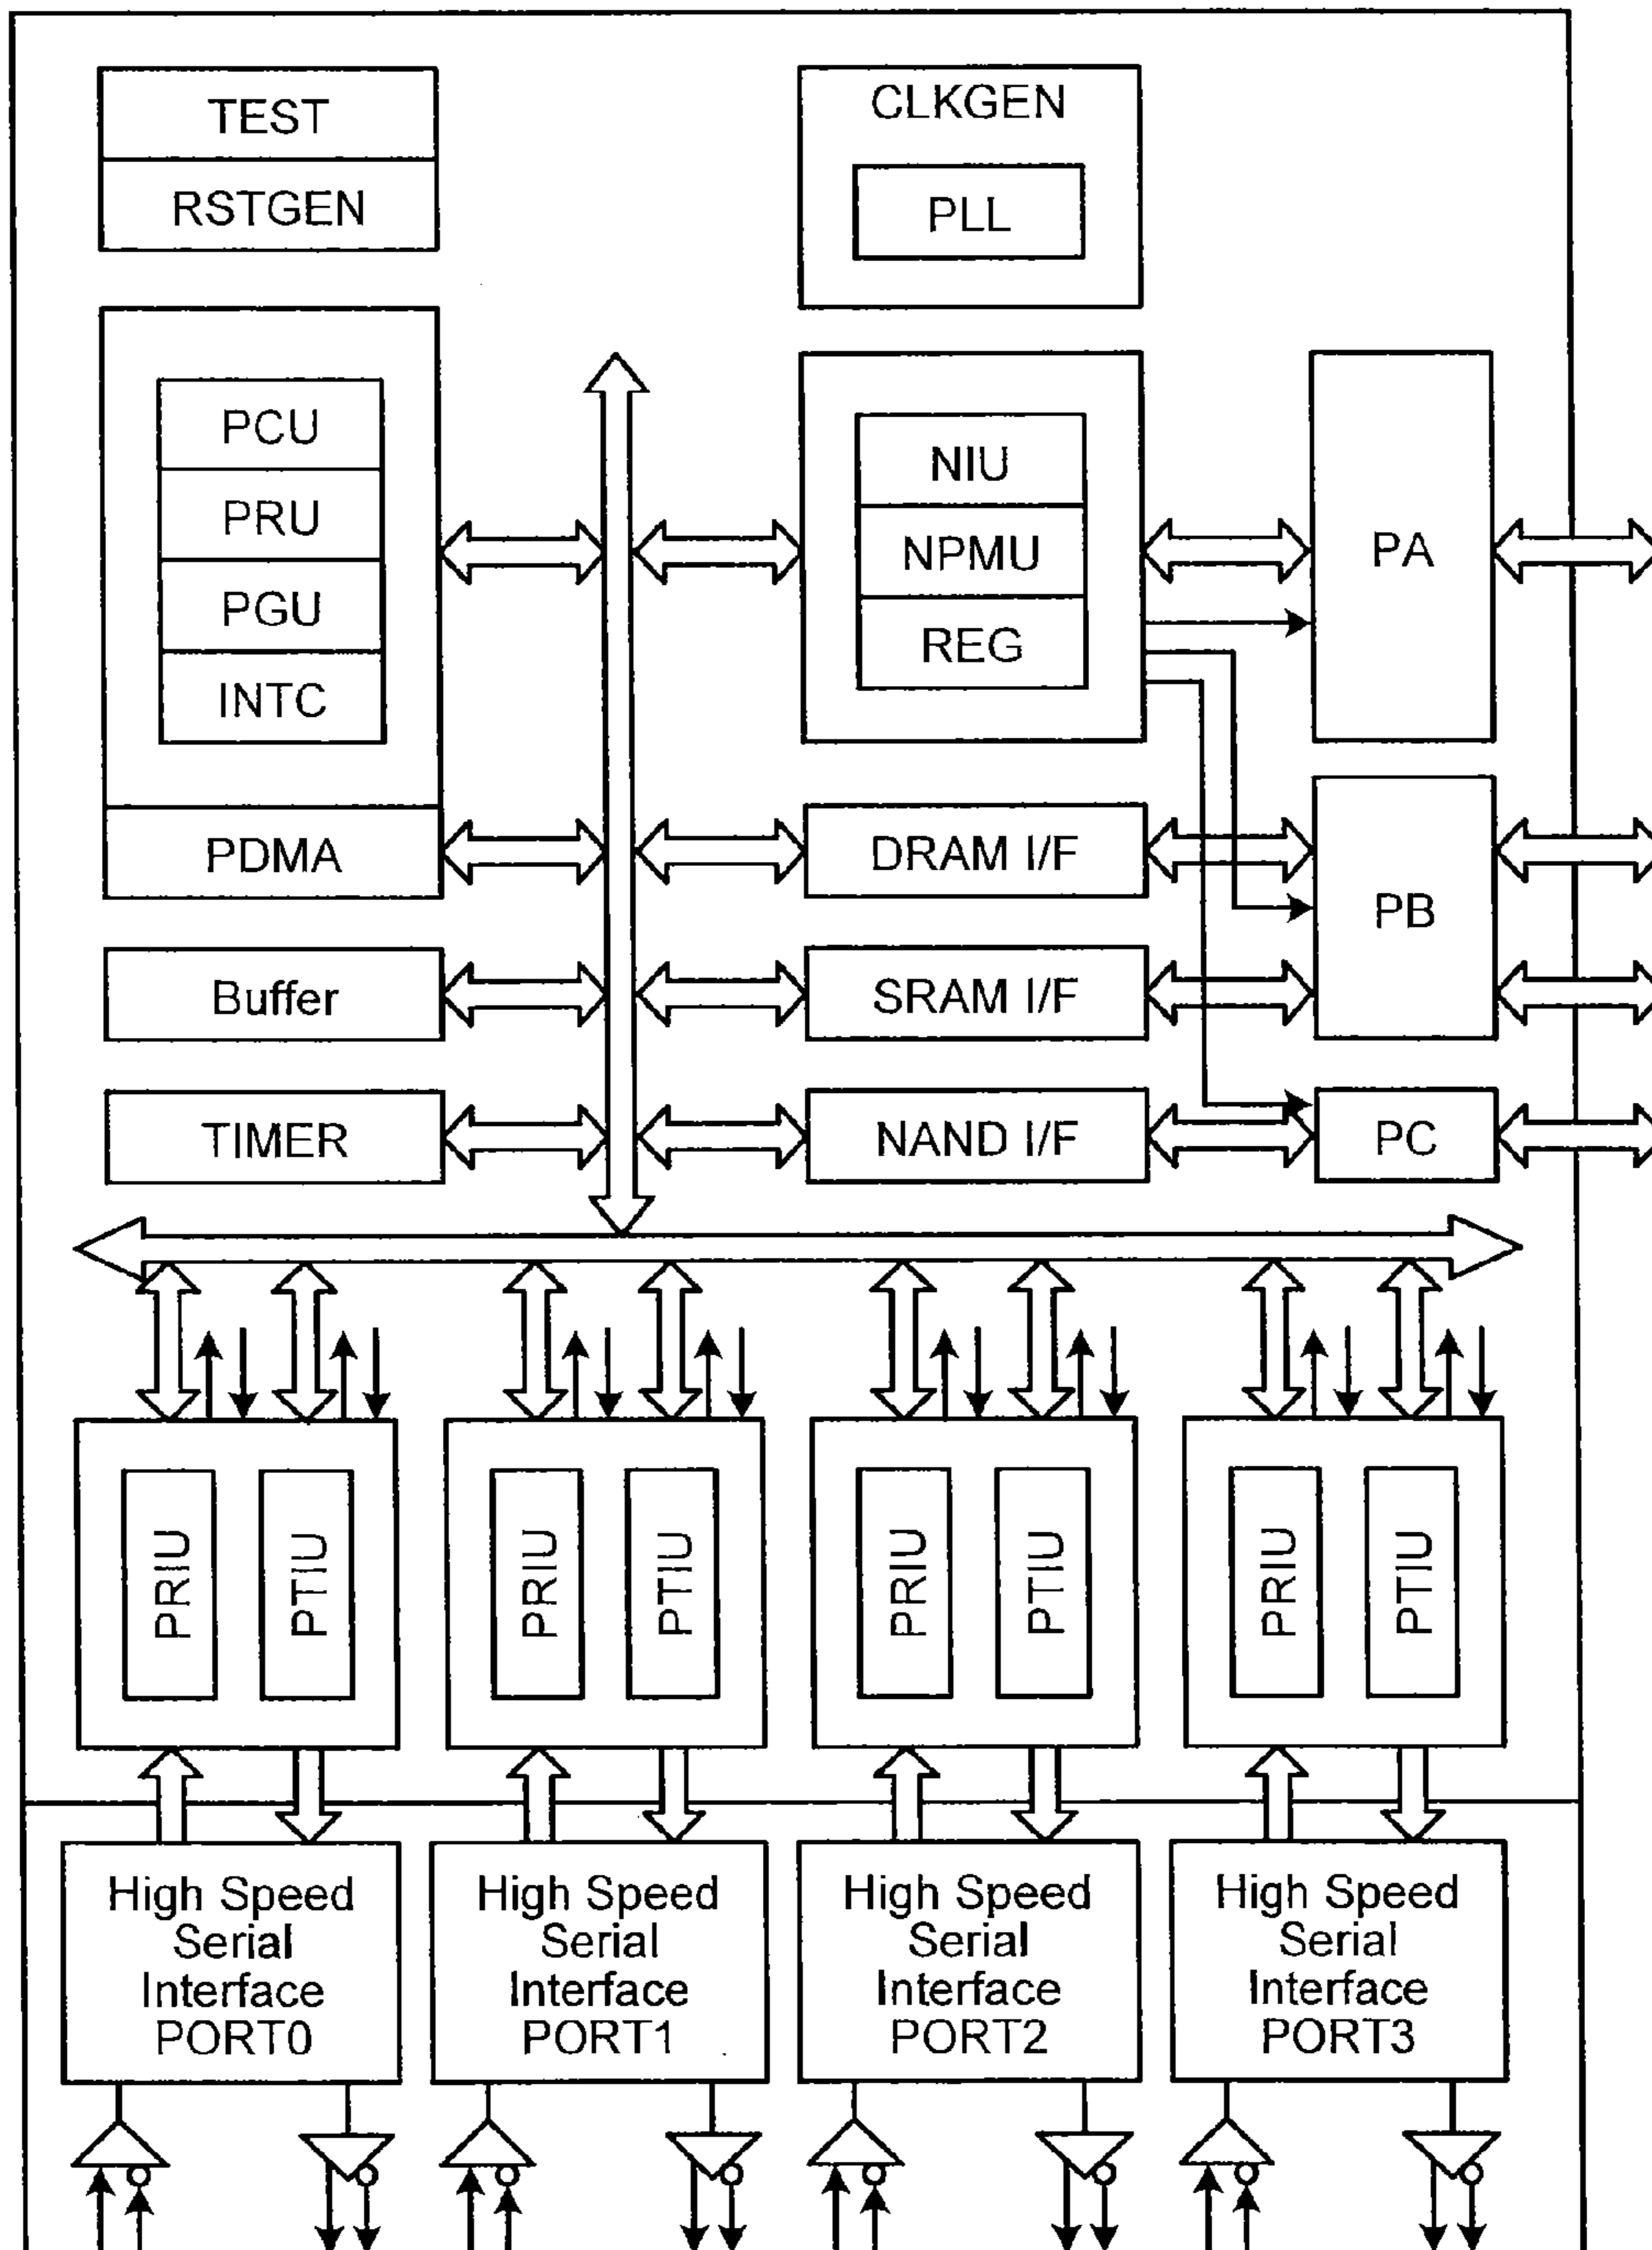 TEST
RSTGEN
CLKGEN
PLL
PCU
PRU
PGU
INTC
PDMA
Buffer
TIMER
NIU
NPMU
REG
DRAM I/F
SRAM I/F
NAND I/F
PA
PB
PC
PRIU
PTIU
PRIU
PTIU
PRIU
PTIU
PRIU
PTIU
High Speed
Serial
Interface
PORT0
High Speed
Serial
Interface
PORT1
High Speed
Serial
Interface
PORT2
High Speed
Serial
Interface
PORT3